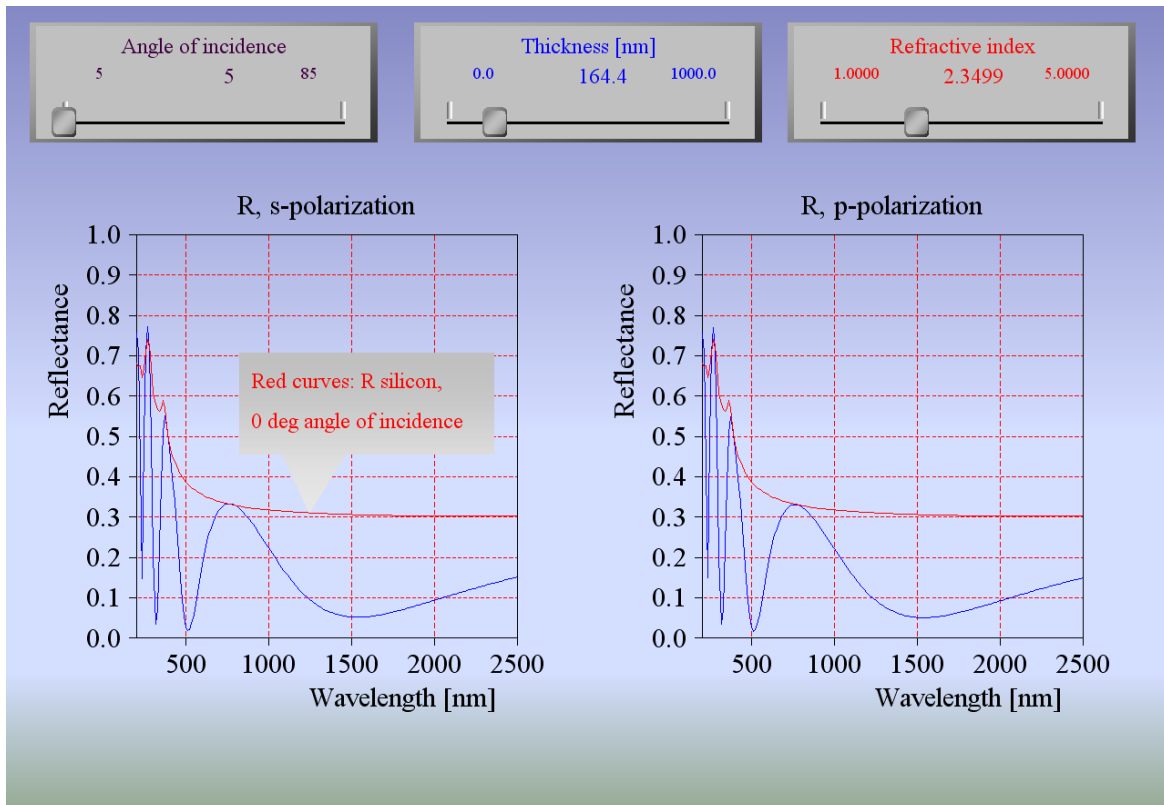 Angle of incidence
5 5 85
Thickness [nm]
0.0 164.4 1000.0
Refractive index
1.0000 2.3499 5.0000
R, s-polarization
1.0
0.9
0.8
0.7
0.6
0.5
0.4
0.3
0.2
0.1
0.0
Reflectance
Red curves: R silicon,
0 deg angle of incidence
500 1000 1500 2000 2500
Wavelength [nm]
R, p-polarization
1.0
0.9
0.8
0.7
0.6
0.5
0.4
0.3
0.2
0.1
0.0
Reflectance
500 1000 1500 2000 2500
Wavelength [nm]